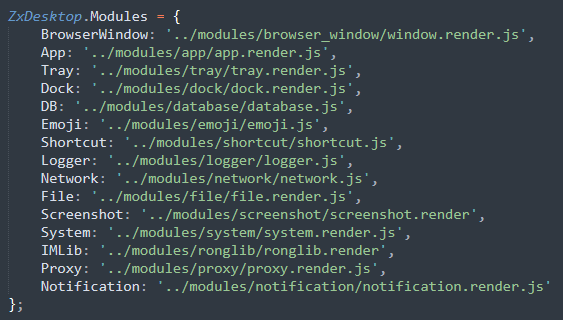 ZxDesktop.Modules = {
    BrowserWindow: '../modules/browser_window/window.render.js',
    App: '../modules/app/app.render.js',
    Tray: '../modules/tray/tray.render.js',
    Dock: '../modules/dock/dock.render.js',
    DB: '../modules/database/database.js',
    Emoji: '../modules/emoji/emoji.js',
    Shortcut: '../modules/shortcut/shortcut.js',
    Logger: '../modules/logger/logger.js',
    Network: '../modules/network/network.js',
    File: '../modules/file/file.render.js',
    Screenshot: '../modules/screenshot/screenshot.render',
    System: '../modules/system/system.render.js',
    IMLib: '../modules/ronglib/ronglib.render',
    Proxy: '../modules/proxy/proxy.render.js',
    Notification: '../modules/notification/notification.render.js'
};